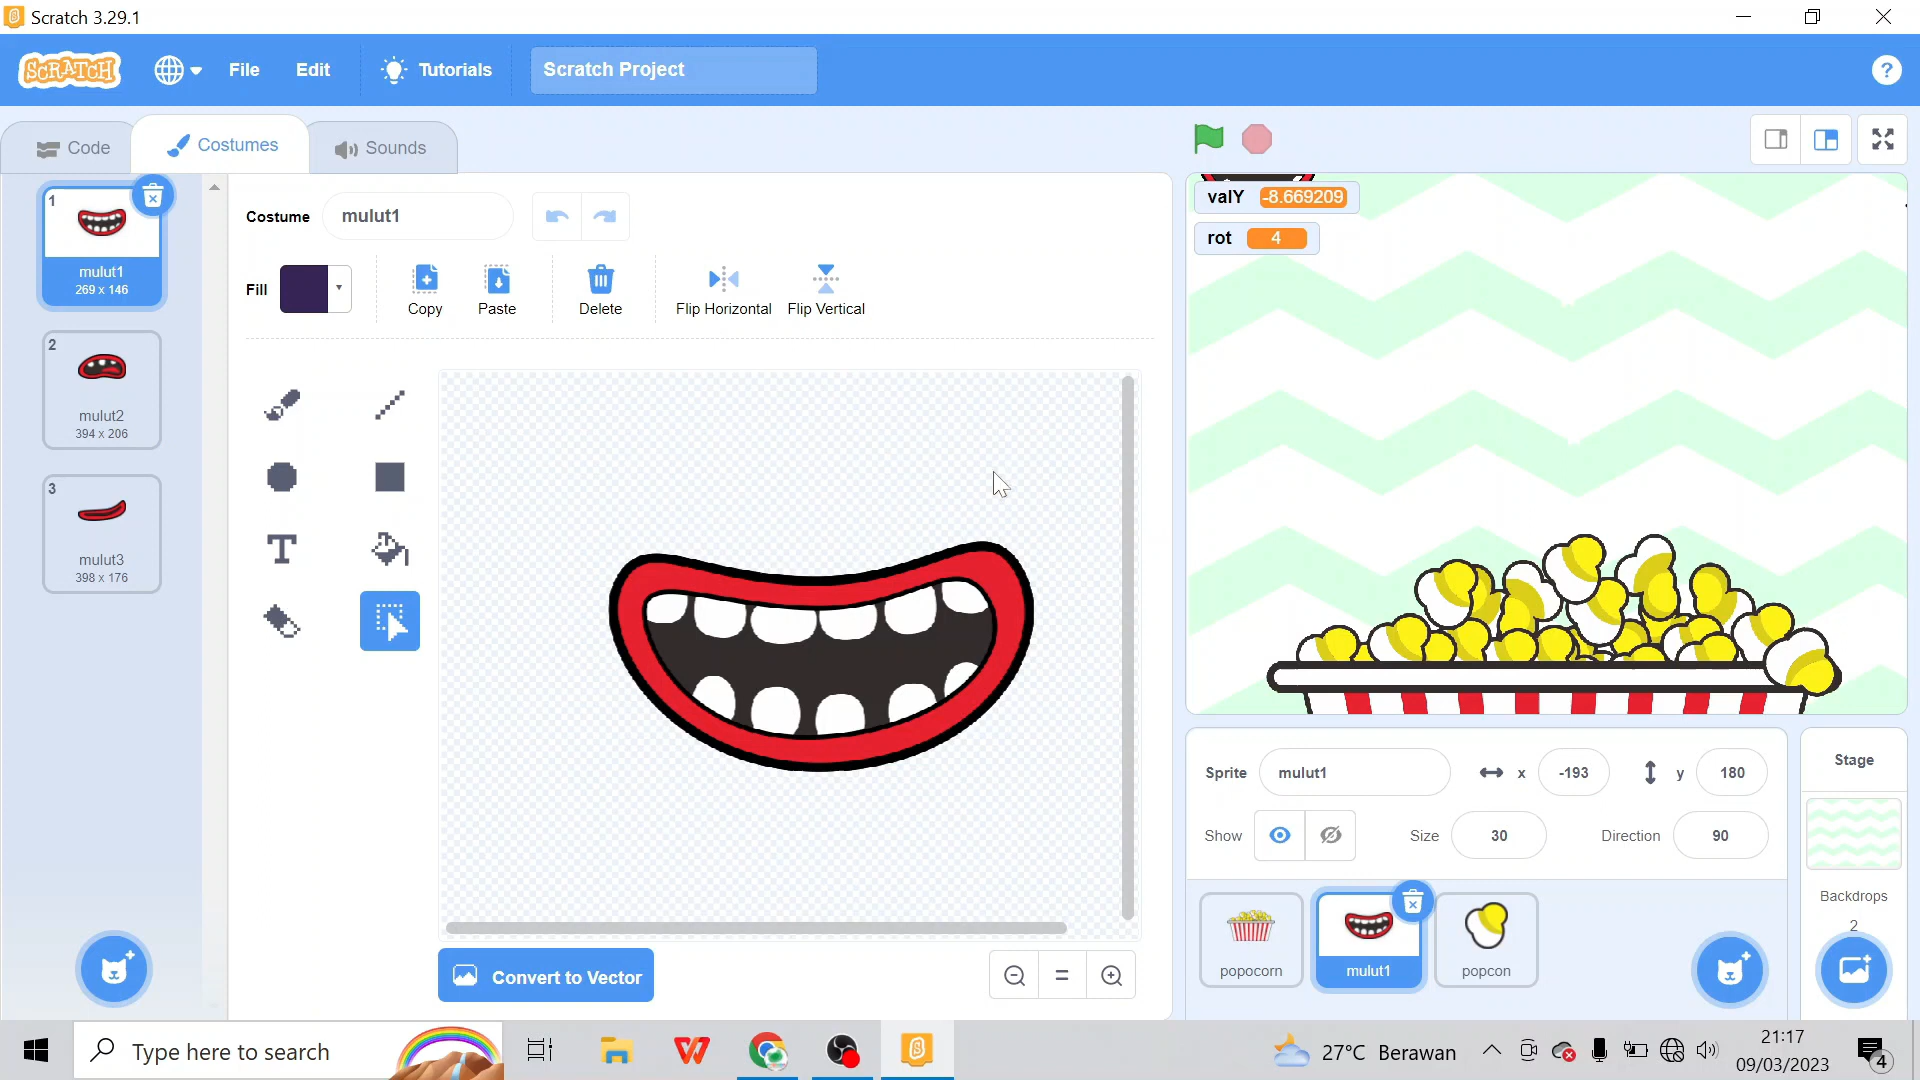 Scratch 3.29.1
SCRATCH
File
Edit
Tutorials
Scratch Project
?
Code
Costumes
Sounds
1
mulut1
269 x 146
2
mulut2
394 x 206
3
mulut3
398 x 176
Costume
mulut1
Fill
Copy
Paste
Delete
Flip Horizontal
Flip Vertical
T
Convert to Vector
valY -8.669209
rot 4
Sprite
mulut1
x
-193
y
180
Show
Size
30
Direction
90
popocorn
mulut1
popcon
Stage
Backdrops
2
Type here to search
27°C Berawan
21:17
09/03/2023
4